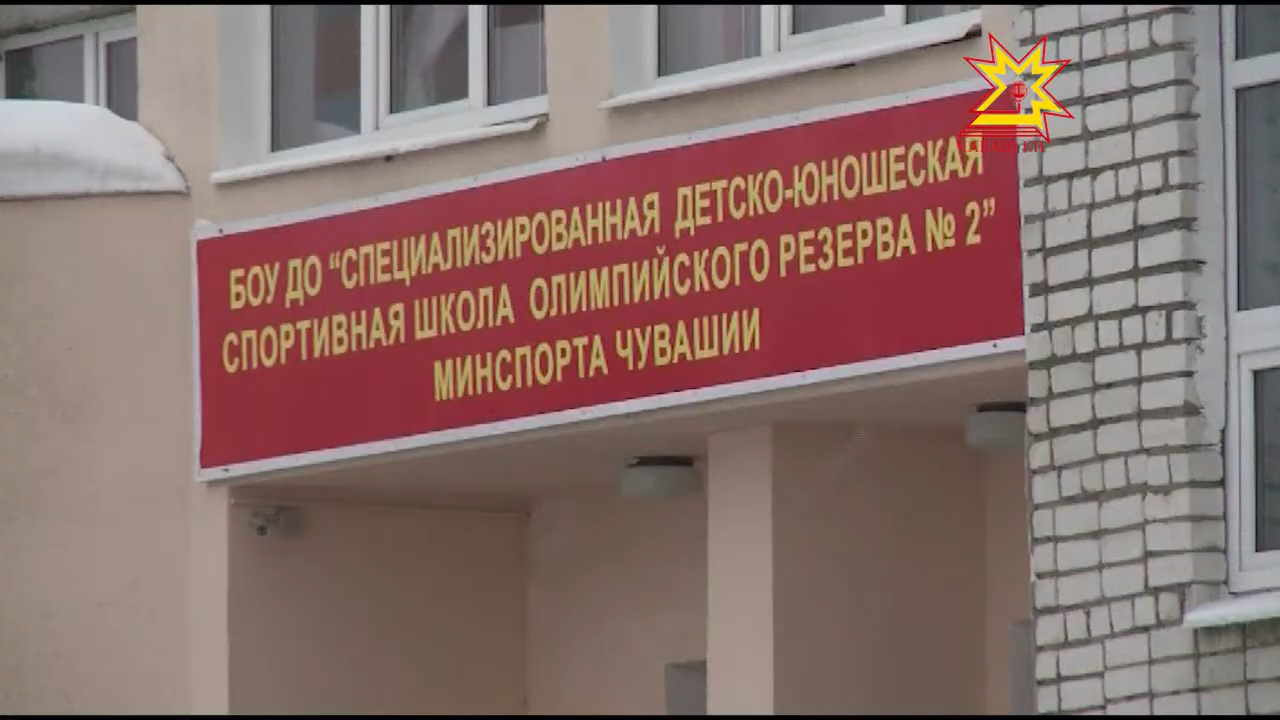 БОУ ДО “СПЕЦИАЛИЗИРОВАННАЯ ДЕТСКО-ЮНОШЕСКАЯ
СПОРТИВНАЯ ШКОЛА ОЛИМПИЙСКОГО РЕЗЕРВА № 2”
МИНСПОРТА ЧУВАШИИ